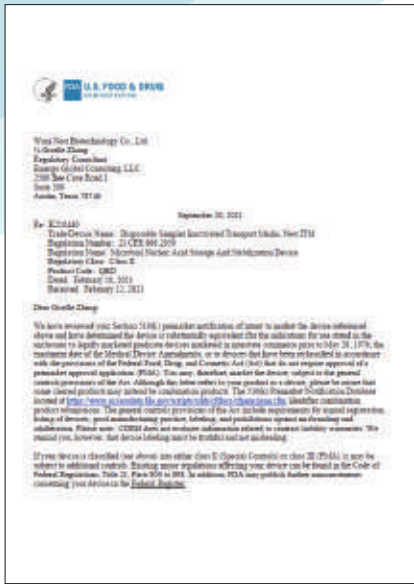 FDA U.S. FOOD & DRUG
ADMINISTRATION
Wuxi Nest Biotechnology Co., Ltd
℅ Giselle Zhang
Regulatory Consultant
Emergo Global Consulting, LLC
2500 Bee Cave Road 1
Suite 300
Austin, Texas 78746
September 20, 2022
Re:
Trade/Device Name: Disposable Sampler Inactivated Transport Media, Nest ITM
Regulation Number: 21 CFR 866.2950
Regulation Name: Microbial Nucleic Acid Storage And Stabilization Device
Regulatory Class: Class II
Product Code: QBD
Dated: February 10, 2021
Received: February 12, 2021
Dear Giselle Zhang:
We have reviewed your Section 510(k) premarket notification of intent to market the device referenced
above and have determined the device is substantially equivalent (for the indications for use stated in the
enclosure) to legally marketed predicate devices marketed in interstate commerce prior to May 28, 1976, the
enactment date of the Medical Device Amendments, or to devices that have been reclassified in accordance
with the provisions of the Federal Food, Drug, and Cosmetic Act (Act) that do not require approval of a
premarket approval application (PMA). You may, therefore, market the device, subject to the general
controls provisions of the Act. Although this letter refers to your product as a device, please be aware that
some cleared products may instead be combination products. The 510(k) Premarket Notification Database
located at https://www.accessdata.fda.gov/scripts/cdrh/cfdocs/cfpmn/pmn.cfm identifies combination
product submissions. The general controls provisions of the Act include requirements for annual registration,
listing of devices, good manufacturing practice, labeling, and prohibitions against misbranding and
adulteration. Please note: CDRH does not evaluate information related to contract liability warranties. We
remind you, however, that device labeling must be truthful and not misleading.
If your device is classified (see above) into either class II (Special Controls) or class III (PMA), it may be
subject to additional controls. Existing major regulations affecting your device can be found in the Code of
Federal Regulations, Title 21, Parts 800 to 898. In addition, FDA may publish further announcements
concerning your device in the Federal Register.